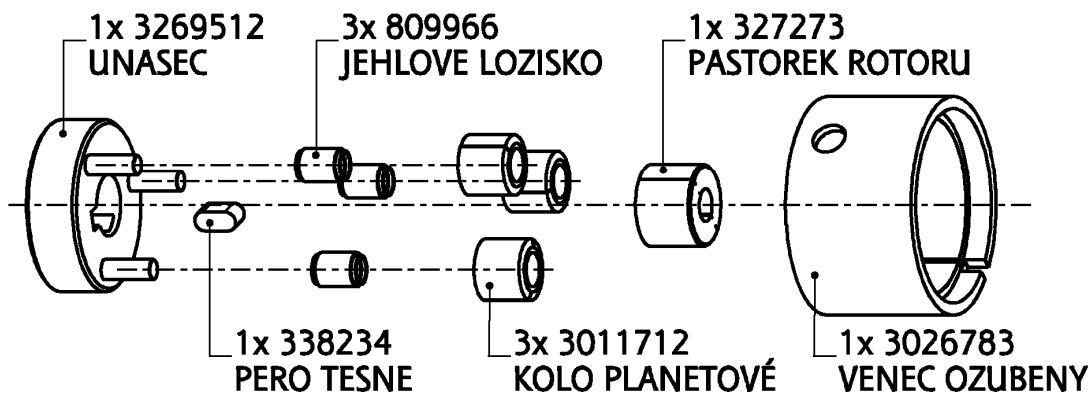 1x 3269512
UNASEC
3x 809966
JEHLOVE LOZISKO
1x 327273
PASTOREK ROTORU
1x 338234
PERO TESNE
3x 3011712
KOLO PLANETOVÉ
1x 3026783
VENEC OZUBENY